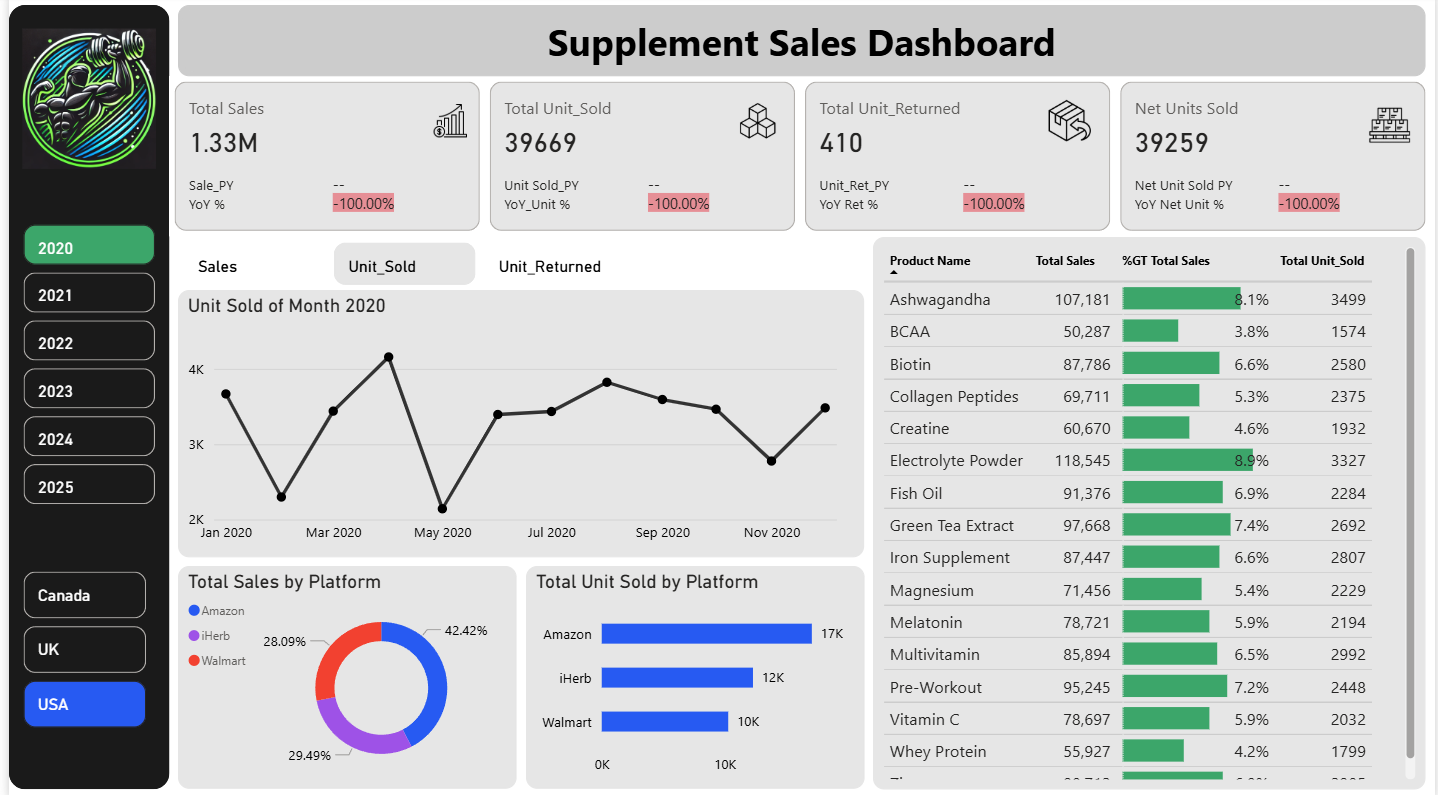 Supplement Sales Dashboard
Total Sales
1.33M
Sale_PY --
YoY % -100.00%
Total Unit_Sold
39669
Unit Sold_PY --
YoY_Unit % -100.00%
Total Unit_Returned
410
Unit_Ret_PY --
YoY Ret % -100.00%
Net Units Sold
39259
Net Unit Sold PY --
YoY Net Unit % -100.00%
2020
2021
2022
2023
2024
2025
Canada
UK
USA
Sales Unit_Sold Unit_Returned
Unit Sold of Month 2020
4K
3K
2K
Jan 2020 Mar 2020 May 2020 Jul 2020 Sep 2020 Nov 2020
Total Sales by Platform
Amazon
iHerb
Walmart
42.42%
28.09%
29.49%
Total Unit Sold by Platform
Amazon 17K
iHerb 12K
Walmart 10K
0K 10K
Product Name Total Sales %GT Total Sales Total Unit_Sold
Ashwagandha 107,181 8.1% 3499
BCAA 50,287 3.8% 1574
Biotin 87,786 6.6% 2580
Collagen Peptides 69,711 5.3% 2375
Creatine 60,670 4.6% 1932
Electrolyte Powder 118,545 8.9% 3327
Fish Oil 91,376 6.9% 2284
Green Tea Extract 97,668 7.4% 2692
Iron Supplement 87,447 6.6% 2807
Magnesium 71,456 5.4% 2229
Melatonin 78,721 5.9% 2194
Multivitamin 85,894 6.5% 2992
Pre-Workout 95,245 7.2% 2448
Vitamin C 78,697 5.9% 2032
Whey Protein 55,927 4.2% 1799